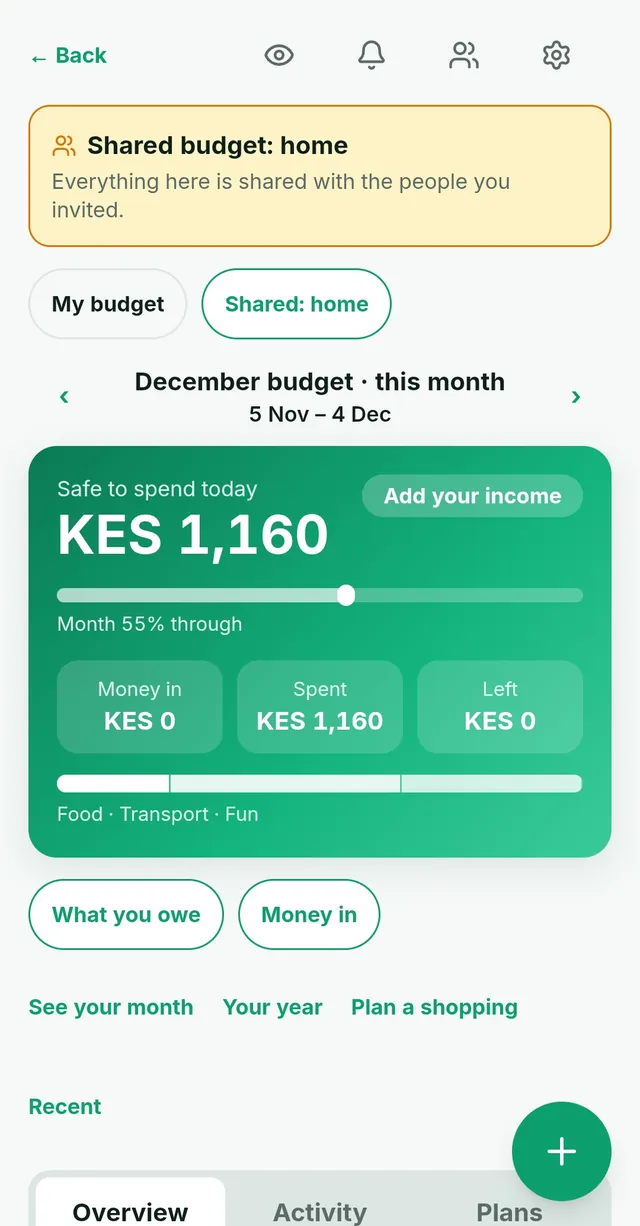 ← Back
Shared budget: home
Everything here is shared with the people you
invited.
My budget
Shared: home
‹
December budget · this month
›
5 Nov – 4 Dec
Safe to spend today
Add your income
KES 1,160
Month 55% through
Money in
Spent
Left
KES 0
KES 1,160
KES 0
Food · Transport · Fun
What you owe
Money in
See your month
Your year
Plan a shopping
Recent
Overview
Activity
Plans